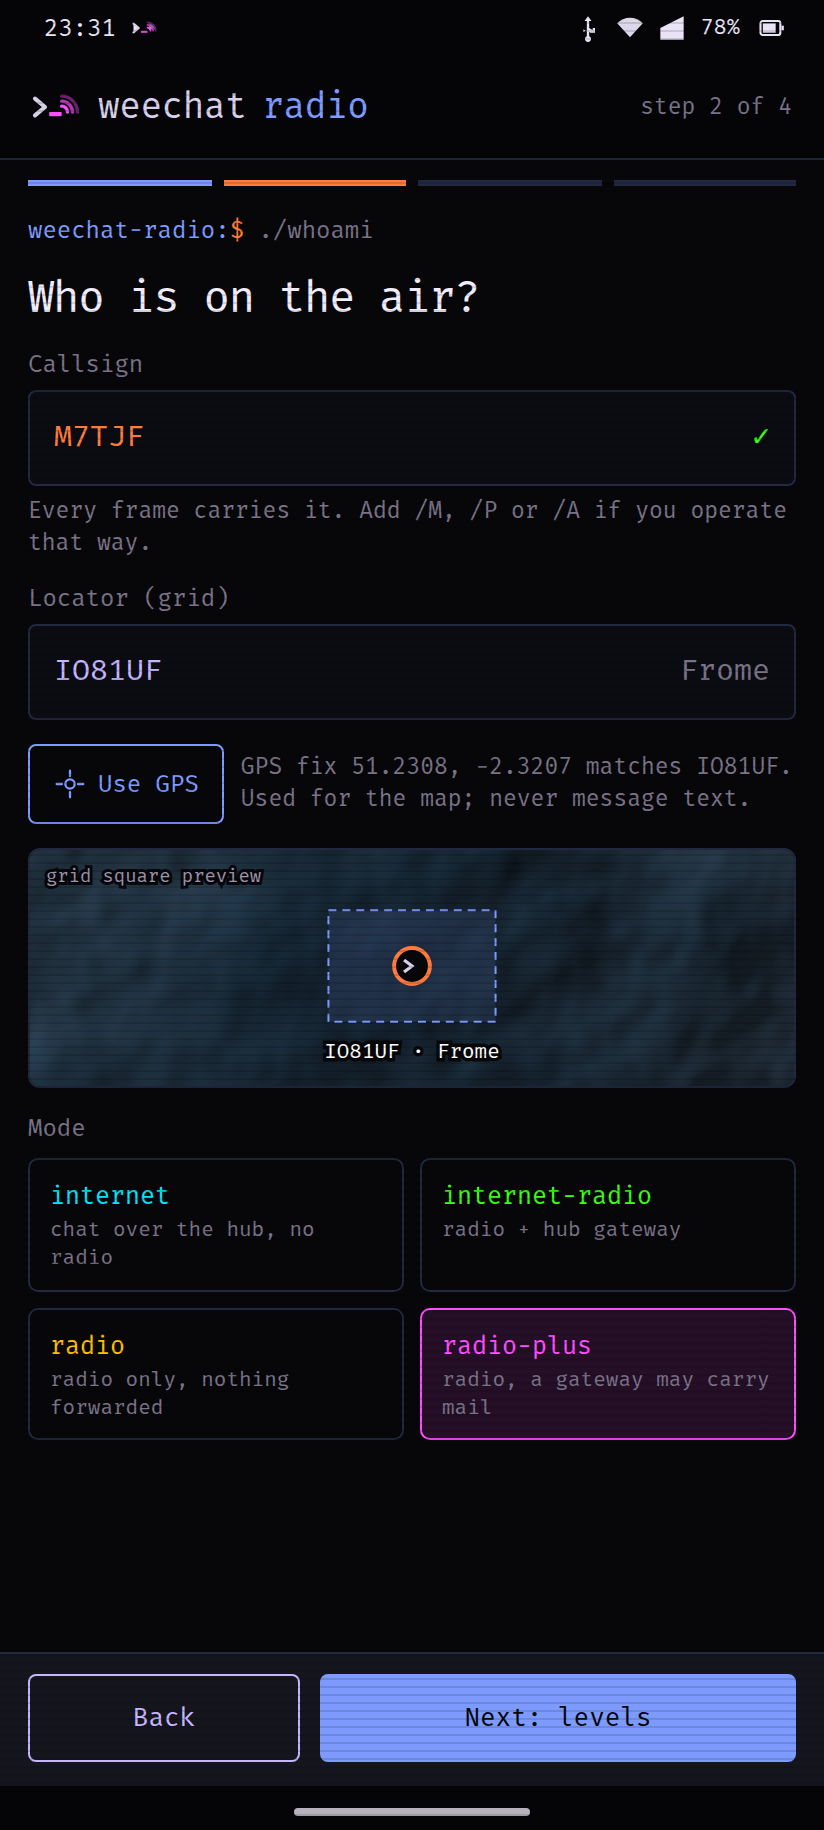 23:31
78%
weechat radio
step 2 of 4
weechat-radio:$ ./whoami
Who is on the air?
Callsign
M7TJF ✓
Every frame carries it. Add /M, /P or /A if you operate
that way.
Locator (grid)
IO81UF
Frome
Use GPS
GPS fix 51.2308, -2.3207 matches IO81UF.
Used for the map; never message text.
grid square preview
IO81UF · Frome
Mode
internet
chat over the hub, no
radio
internet-radio
radio + hub gateway
radio
radio only, nothing
forwarded
radio-plus
radio, a gateway may carry
mail
Back
Next: levels